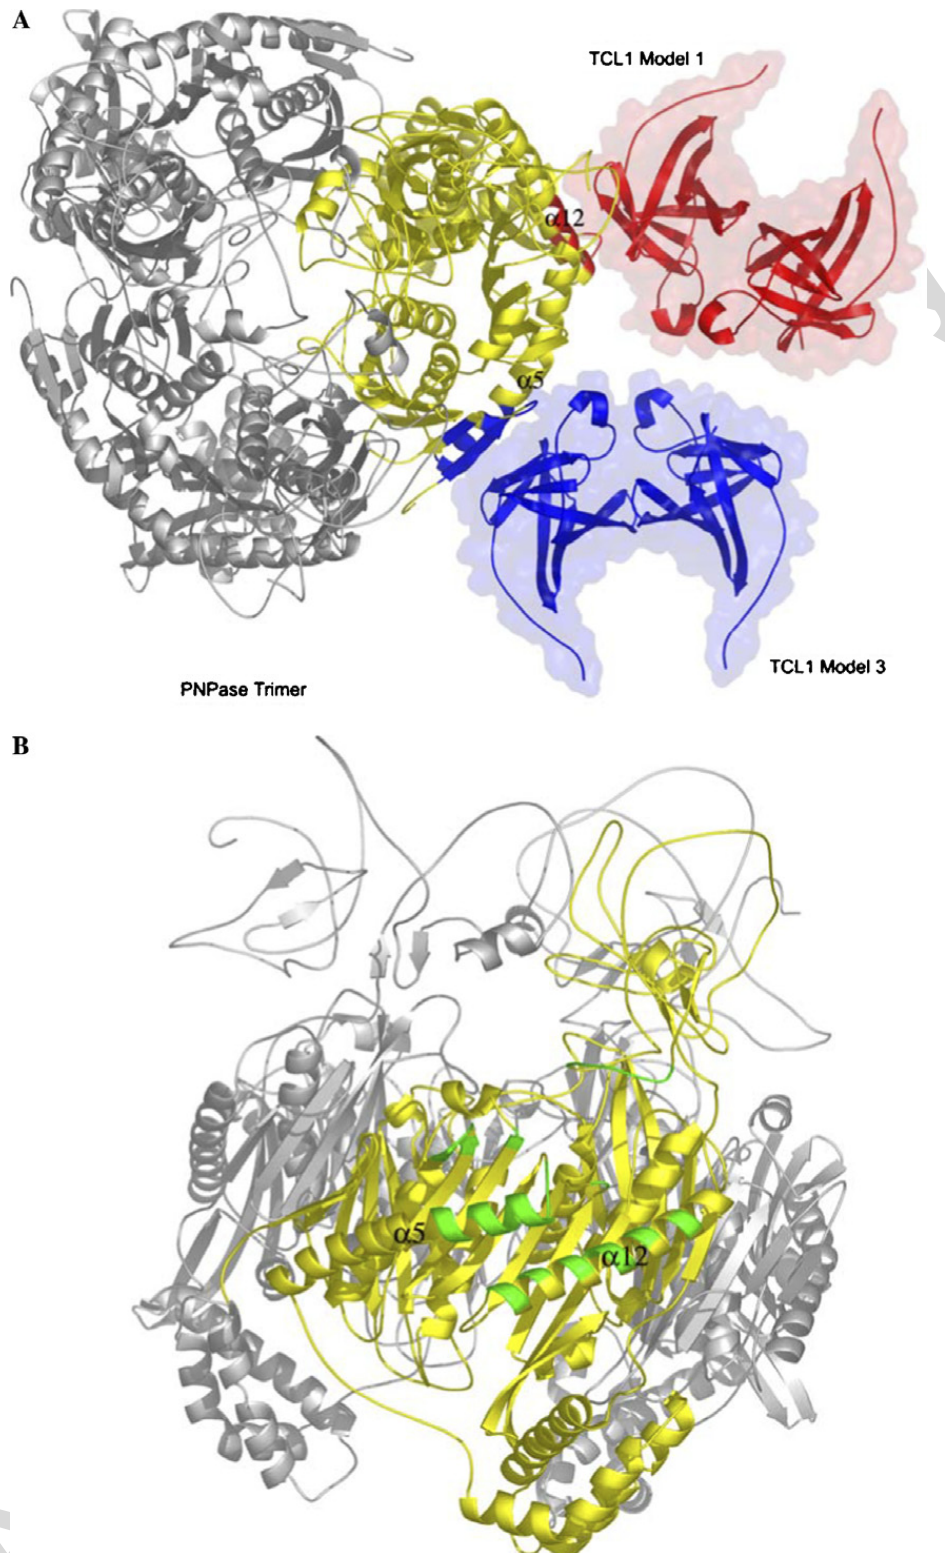 A
TCL1 Model 1
α12
α5
TCL1 Model 3
PNPase Trimer
B
α5
α12